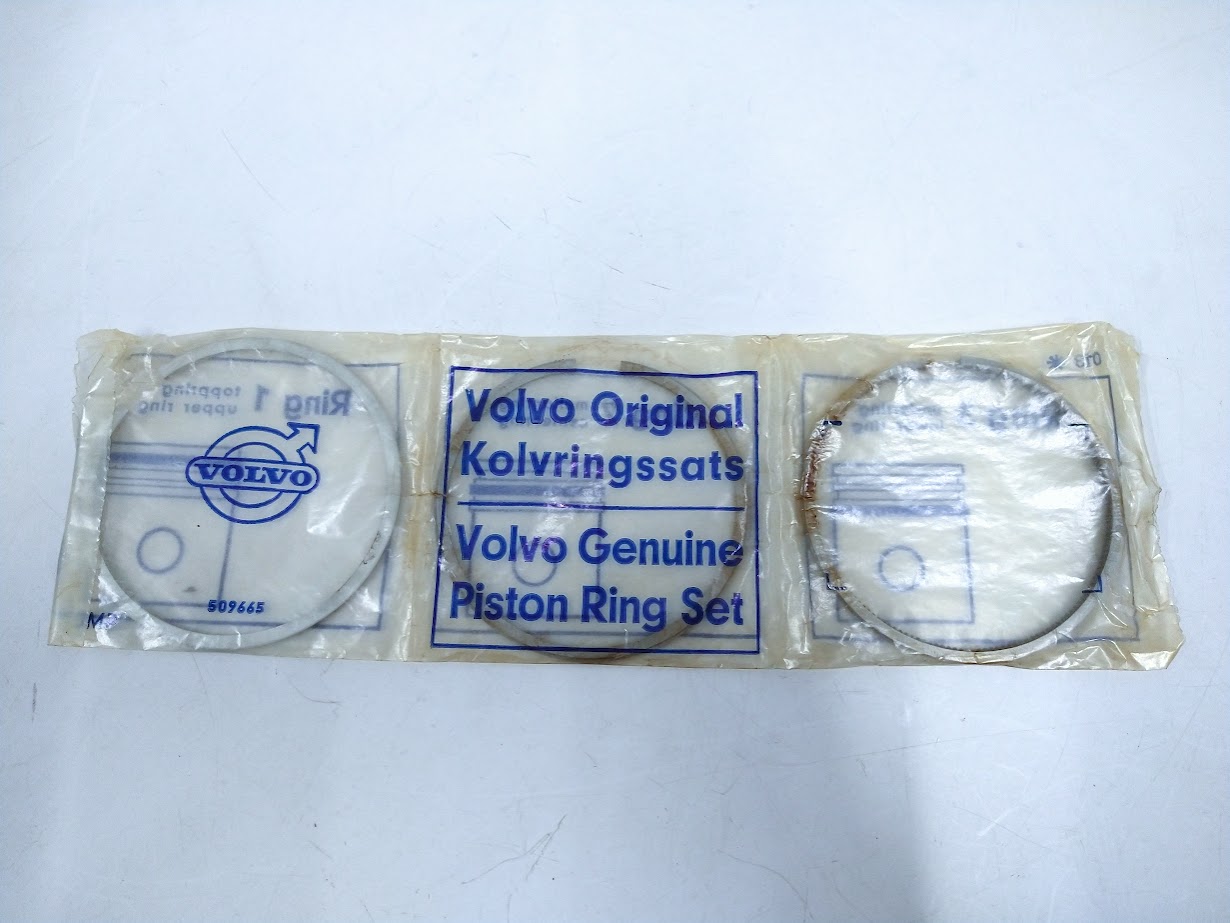 Ring 1 toppring
upper ring
VOLVO
509665
Volvo Original
Kolvringssats
Volvo Genuine
Piston Ring Set